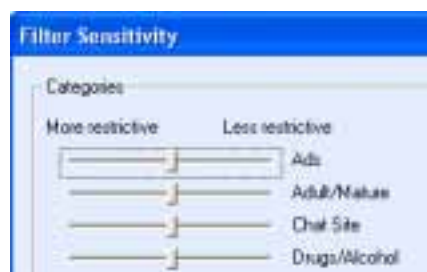 Filter Sensitivity
Categories
More restrictive Less restrictive
Ads
Adult/Mature
Chat Site
Drugs/Alcohol